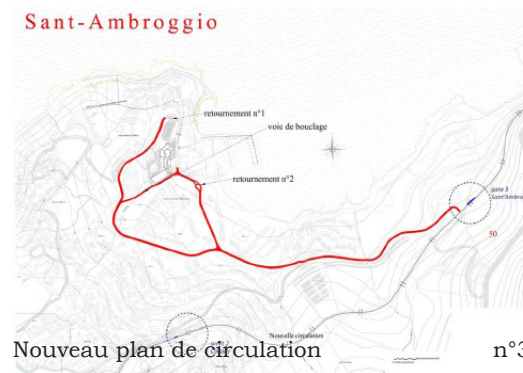 Sant-Ambroggio
retournement n°1
voie de bouclage
retournement n°2
gare 3
Sant'Ambro
50
Nouvelle circulation
Nouveau plan de circulation n°3